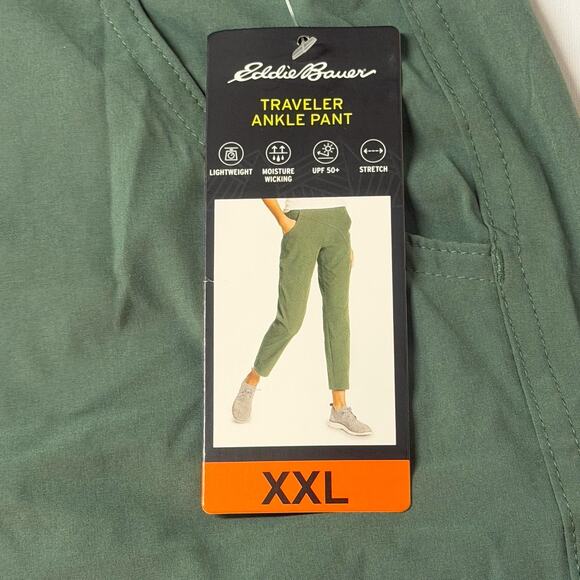 Eddie Bauer
TRAVELER
ANKLE PANT
LIGHTWEIGHT
MOISTURE
WICKING
UPF 50+
STRETCH
XXL